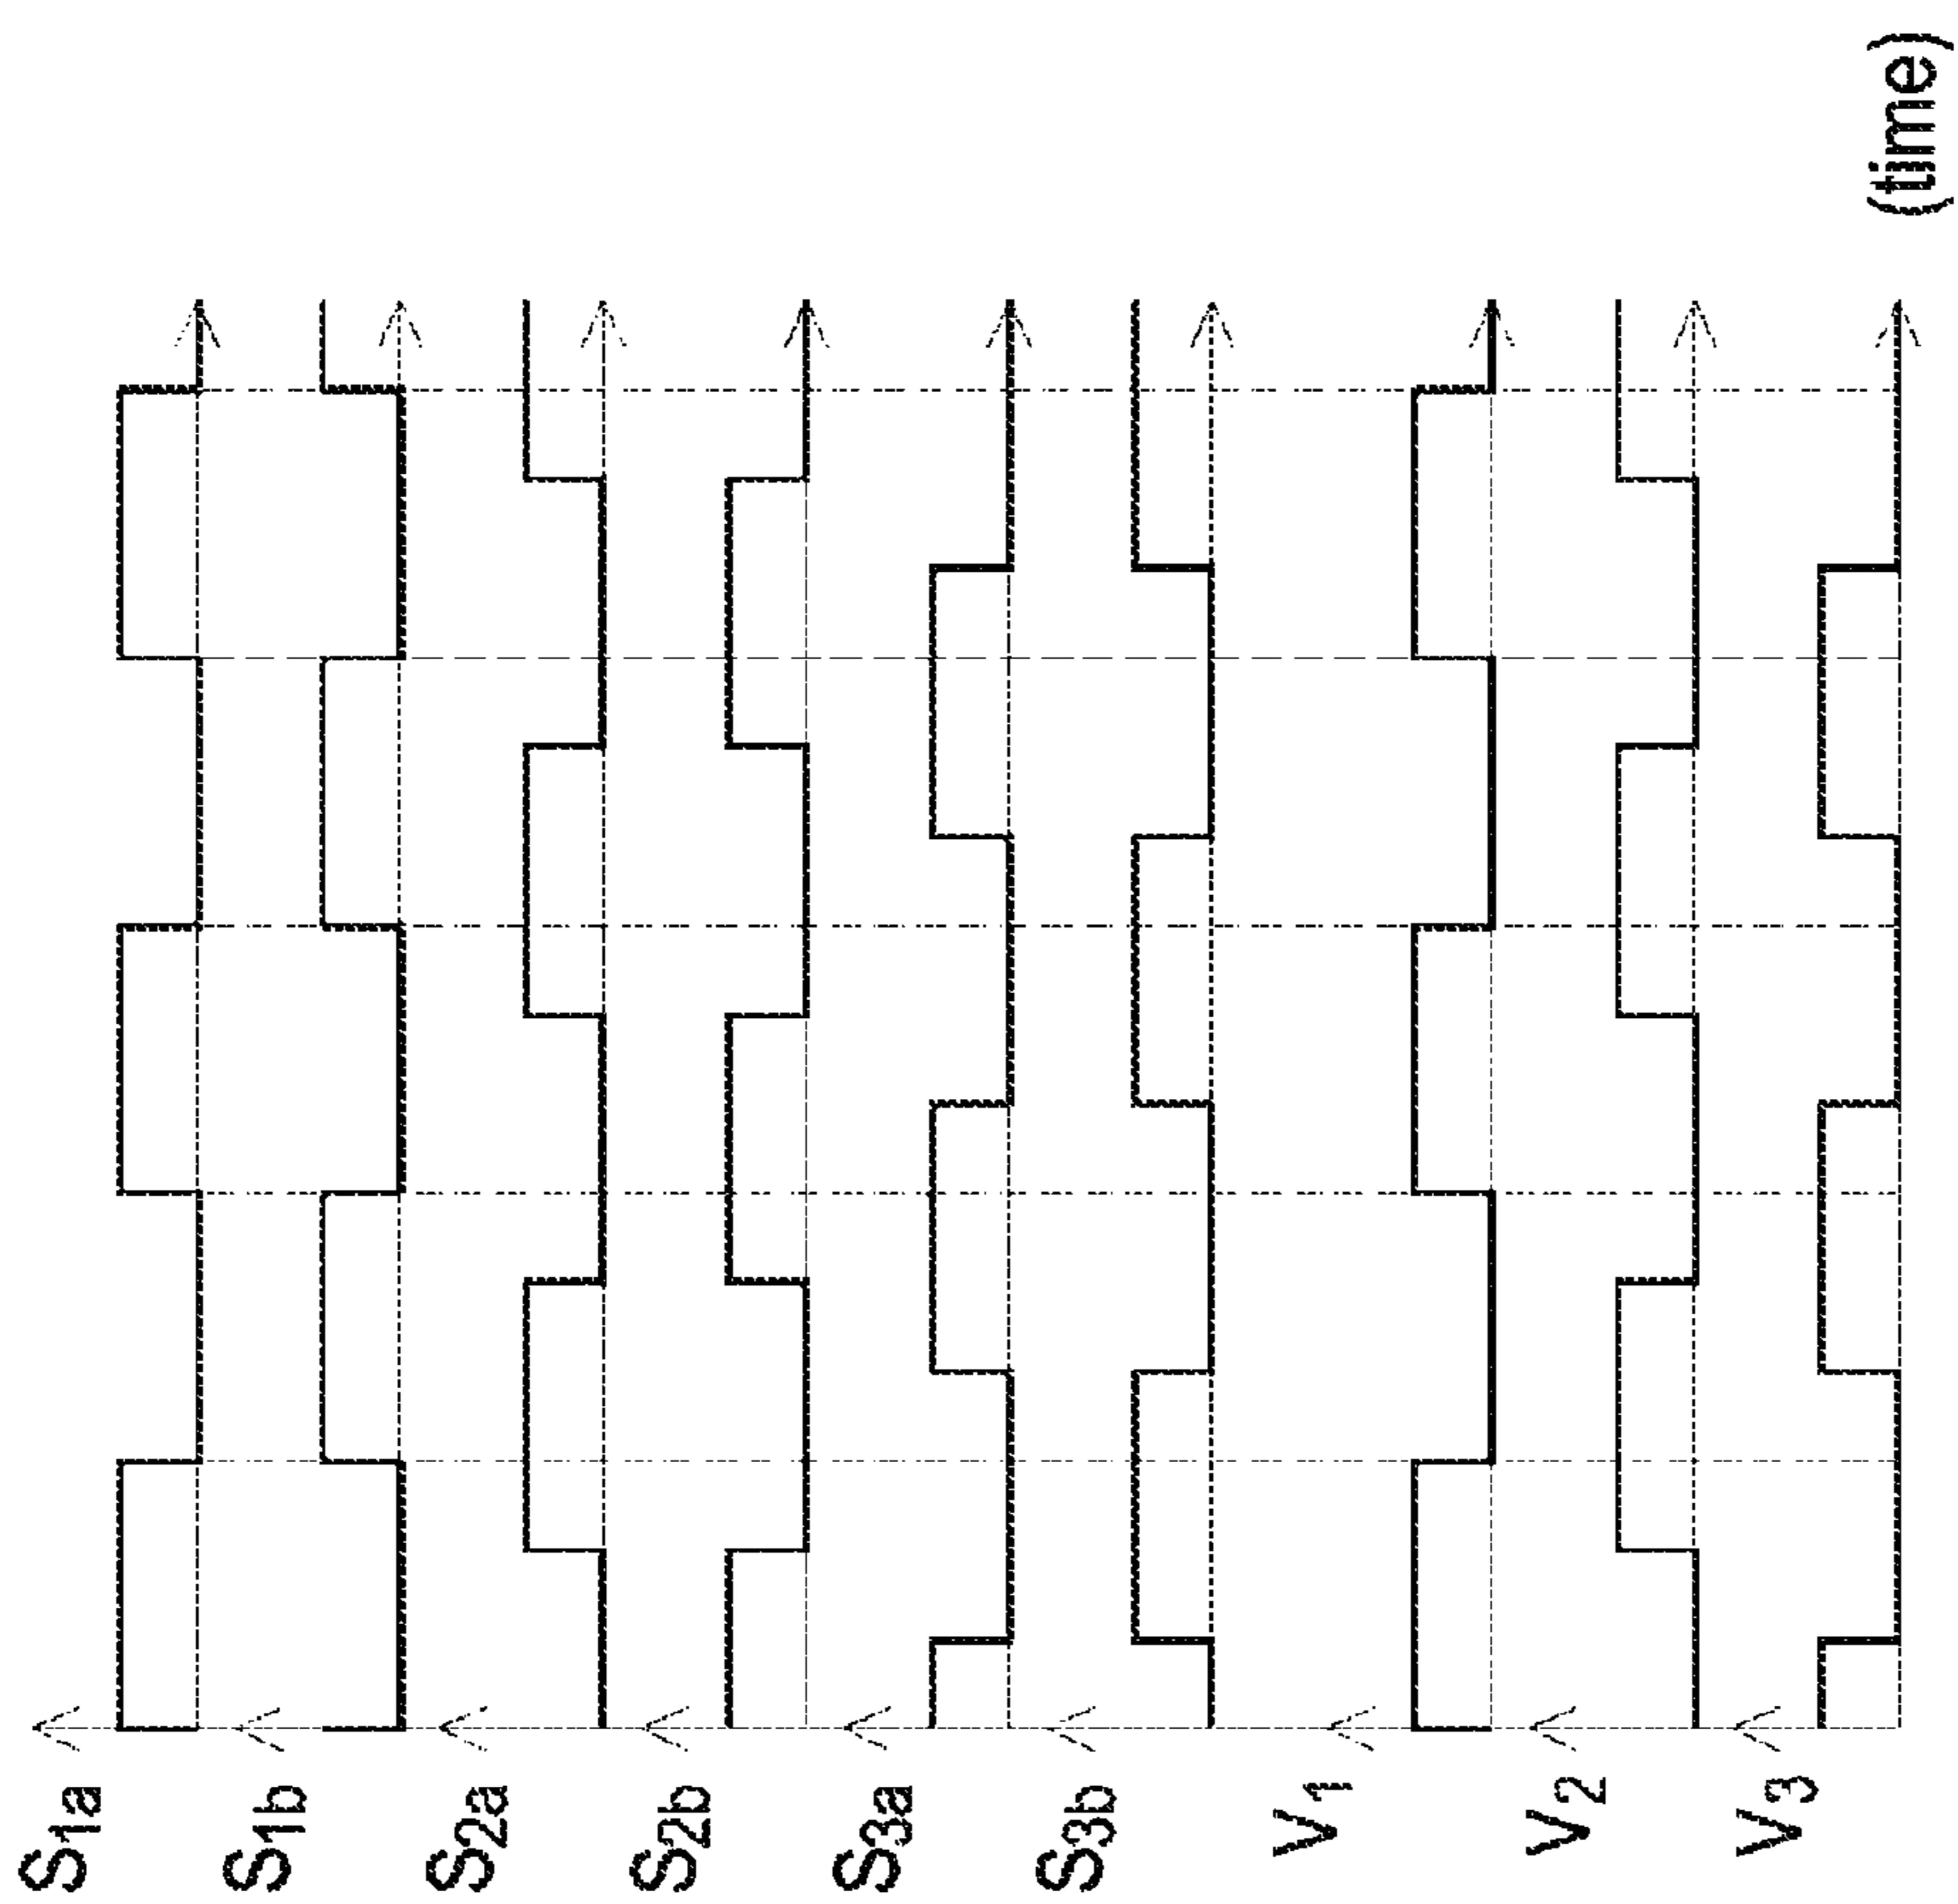 S1a
S1b
S2a
S2b
S3a
S3b
V1
V2
V3
(time)